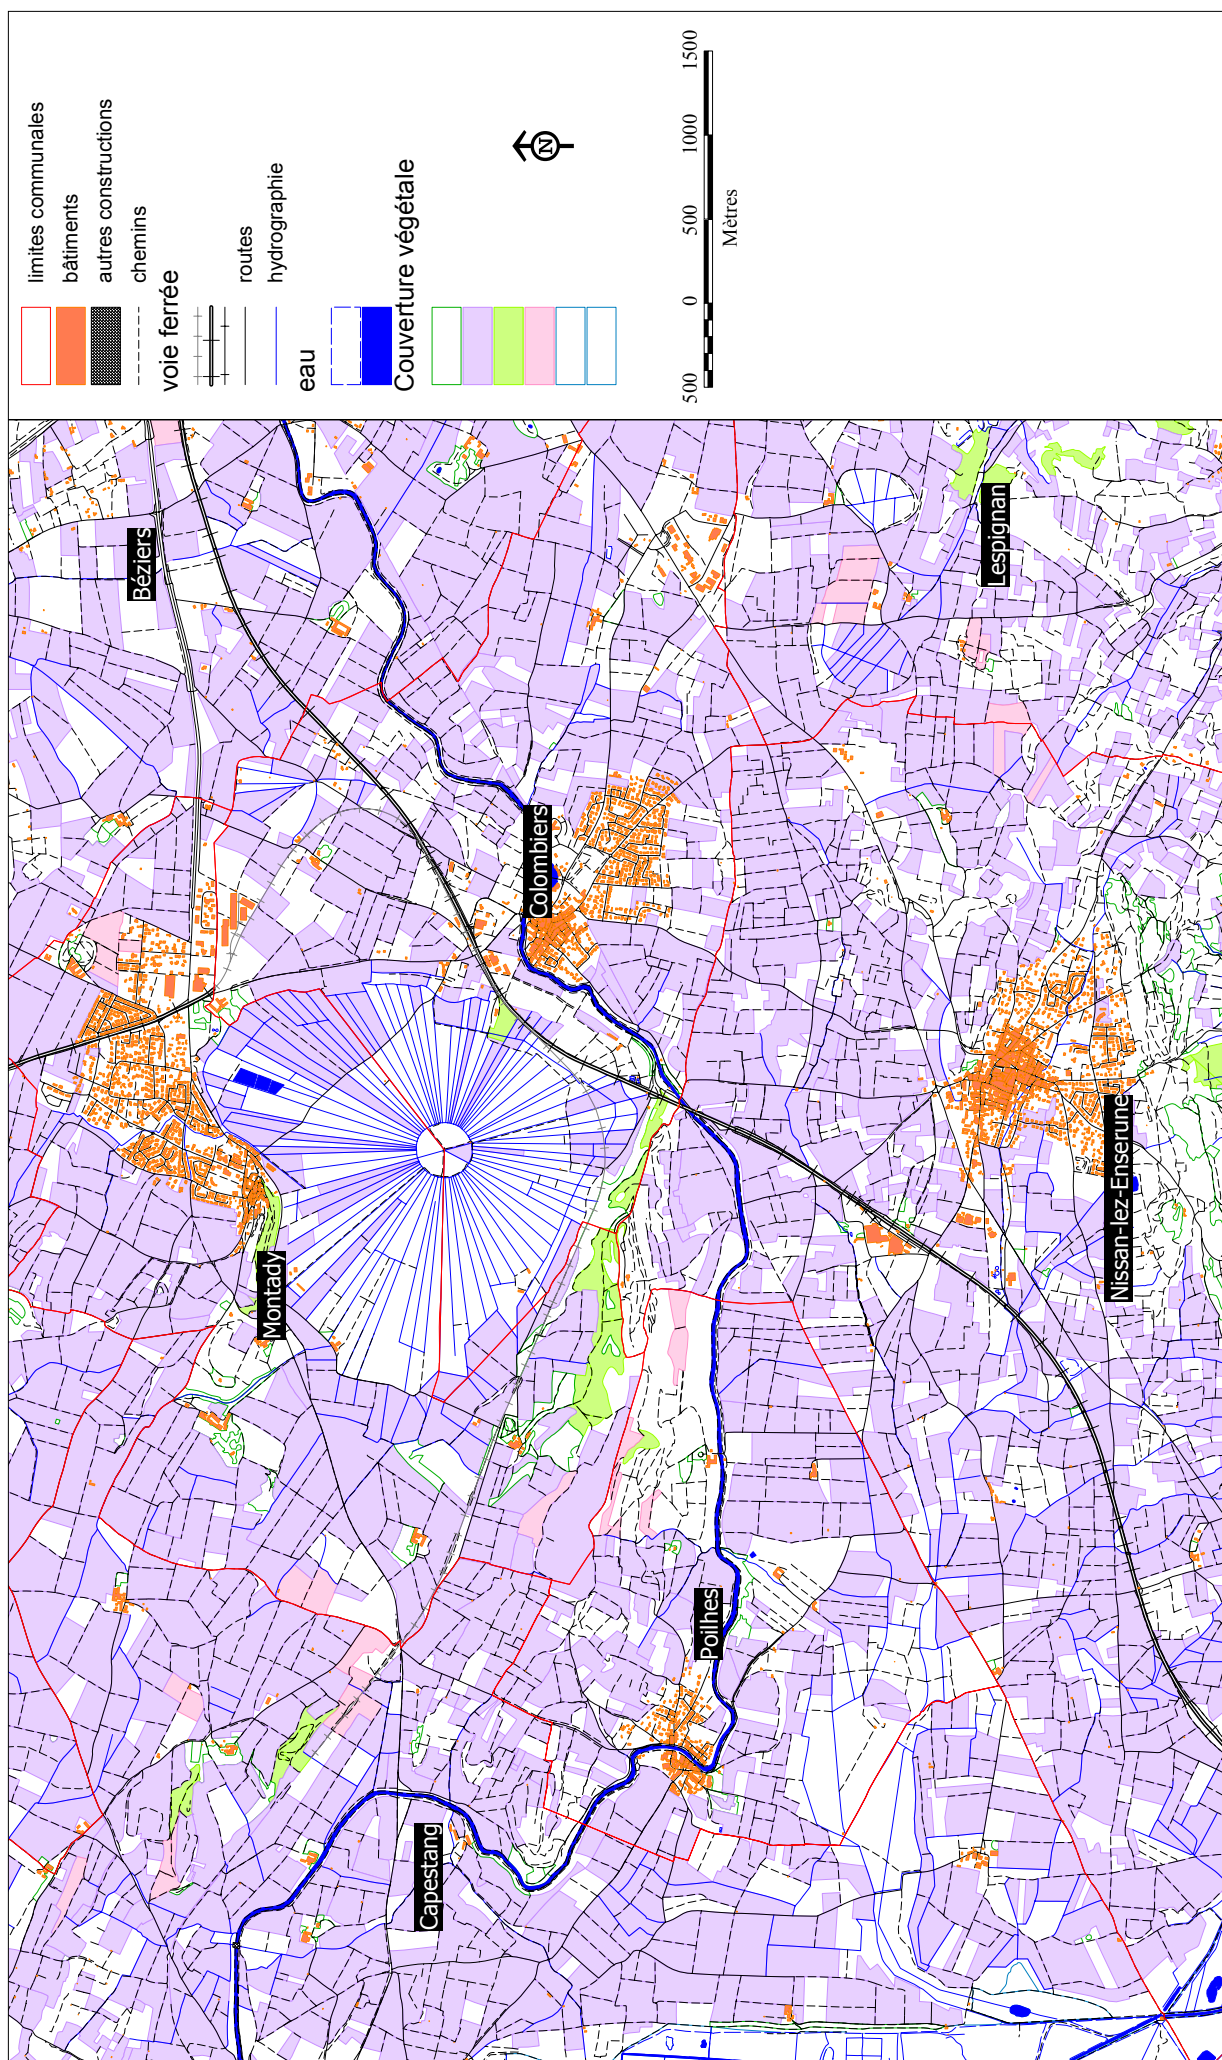 limites communales
bâtiments
autres constructions
chemins
voie ferrée
routes
hydrographie
eau
Couverture végétale
N
500 0 500 1000 1500
Mètres
Béziers
Lespignan
Colombiers
Montady
Nissan-lez-Enserune
Poilhes
Capestang